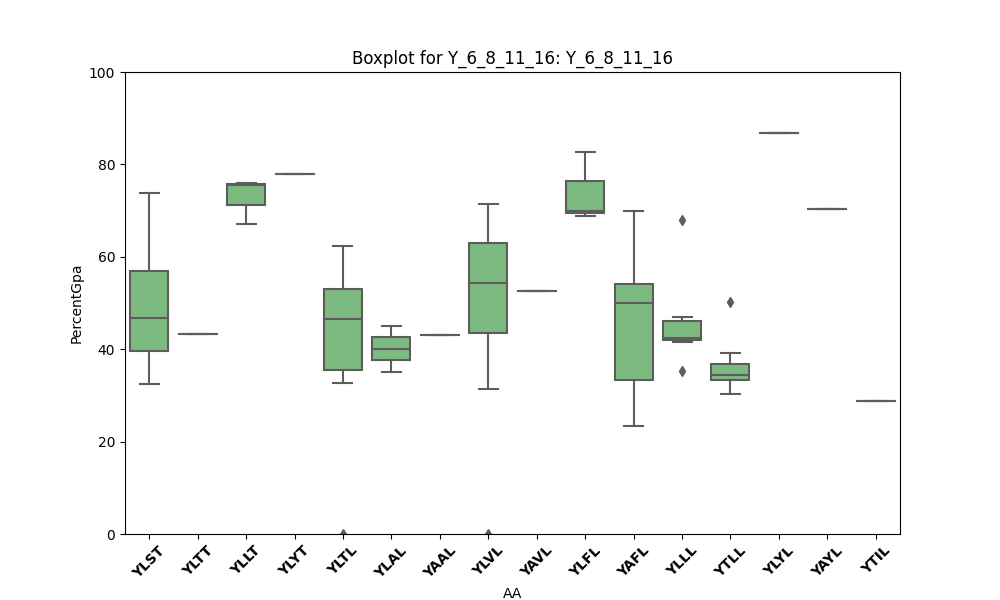 Boxplot for Y_6_8_11_16: Y_6_8_11_16
100
80
60
40
20
0
PercentGpa
YLST YLTT YLLT YLYT YLTL YLAL YAAL YLVL YAVL YLFL YAFL YLLL YTLL YLYL YAYL YTIL
AA